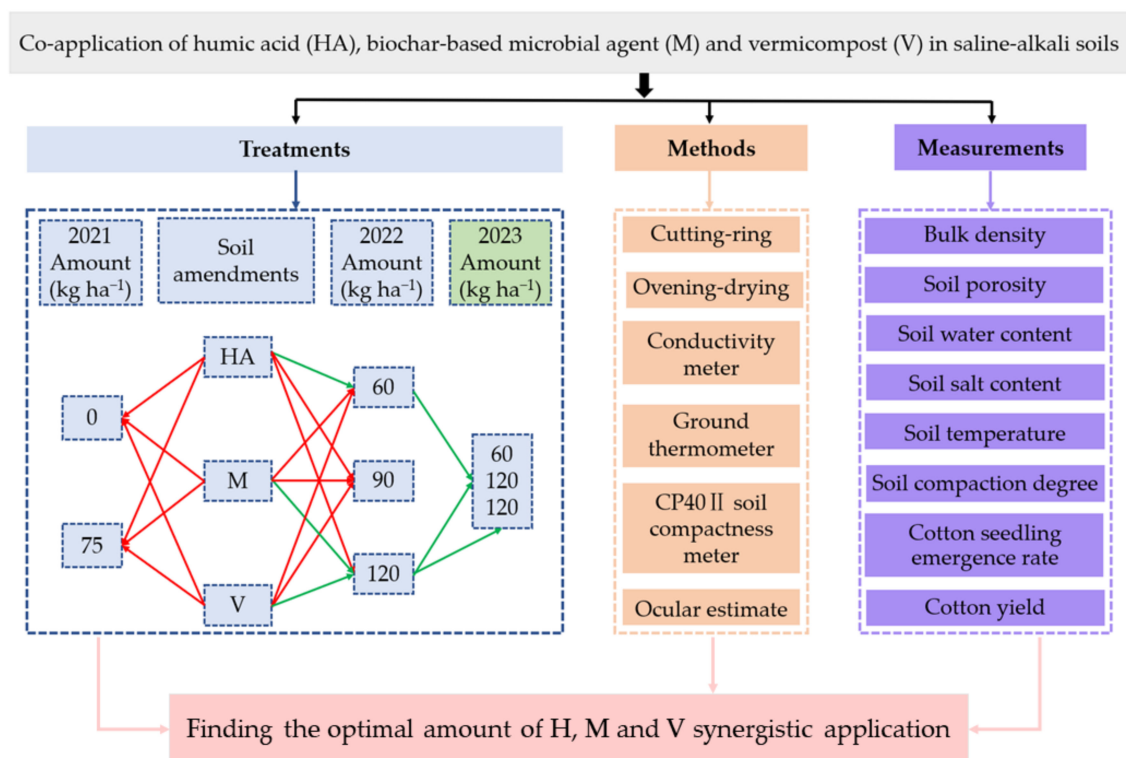 Co-application of humic acid (HA), biochar-based microbial agent (M) and vermicompost (V) in saline-alkali soils
Treatments
Methods
Measurements
2021
Amount
(kg ha⁻¹)
Soil
amendments
2022
Amount
(kg ha⁻¹)
2023
Amount
(kg ha⁻¹)
HA
M
V
0
75
60
90
120
60
120
120
Cutting-ring
Ovening-drying
Conductivity
meter
Ground
thermometer
CP40Ⅱ soil
compactness
meter
Ocular estimate
Bulk density
Soil porosity
Soil water content
Soil salt content
Soil temperature
Soil compaction degree
Cotton seedling
emergence rate
Cotton yield
Finding the optimal amount of H, M and V synergistic application